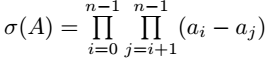 σ(A) = ∏_{i=0}^{n−1} ∏_{j=i+1}^{n−1} (a_i − a_j)